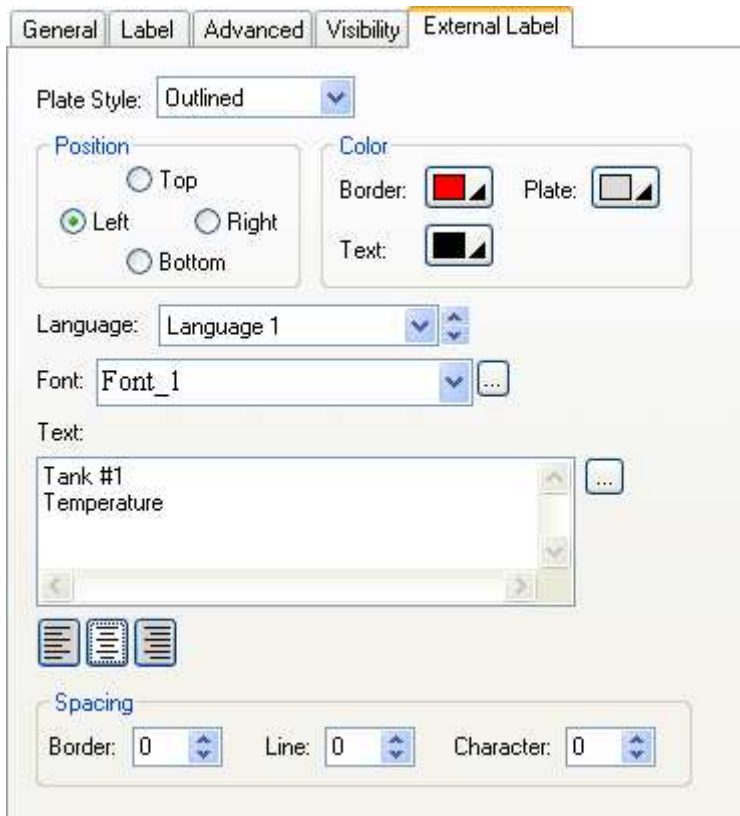 General Label Advanced Visibility External Label
Plate Style: Outlined
Position Color
Top
Border: Plate:
Left Right
Text:
Bottom
Language: Language 1
Font: Font_1 ...
Text:
Tank #1 ...
Temperature
Spacing
Border: 0 Line: 0 Character: 0